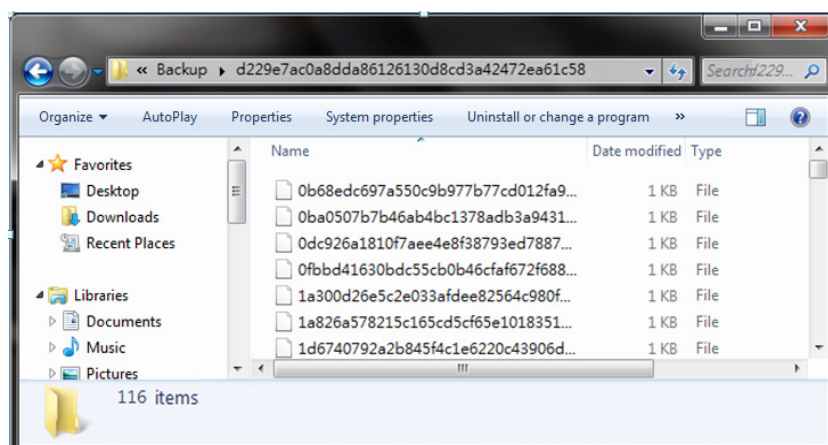 « Backup ▸ d229e7ac0a8dda86126130d8cd3a42472ea61c58
Search d229...
Organize AutoPlay Properties System properties Uninstall or change a program »
Name Date modified Type
Favorites
Desktop
Downloads
Recent Places
Libraries
Documents
Music
Pictures
0b68edc697a550c9b977b77cd012fa9... 1 KB File
0ba0507b7b46ab4bc1378adb3a9431... 1 KB File
0dc926a1810f7aee4e8f38793ed7887... 1 KB File
0fbbd41630bdc55cb0b46cfaf672f688... 1 KB File
1a300d26e5c2e033afdee82564c980f... 1 KB File
1a826a578215c165cd5cf65e1018351... 1 KB File
1d6740792a2b845f4c1e6220c43906d... 1 KB File
116 items